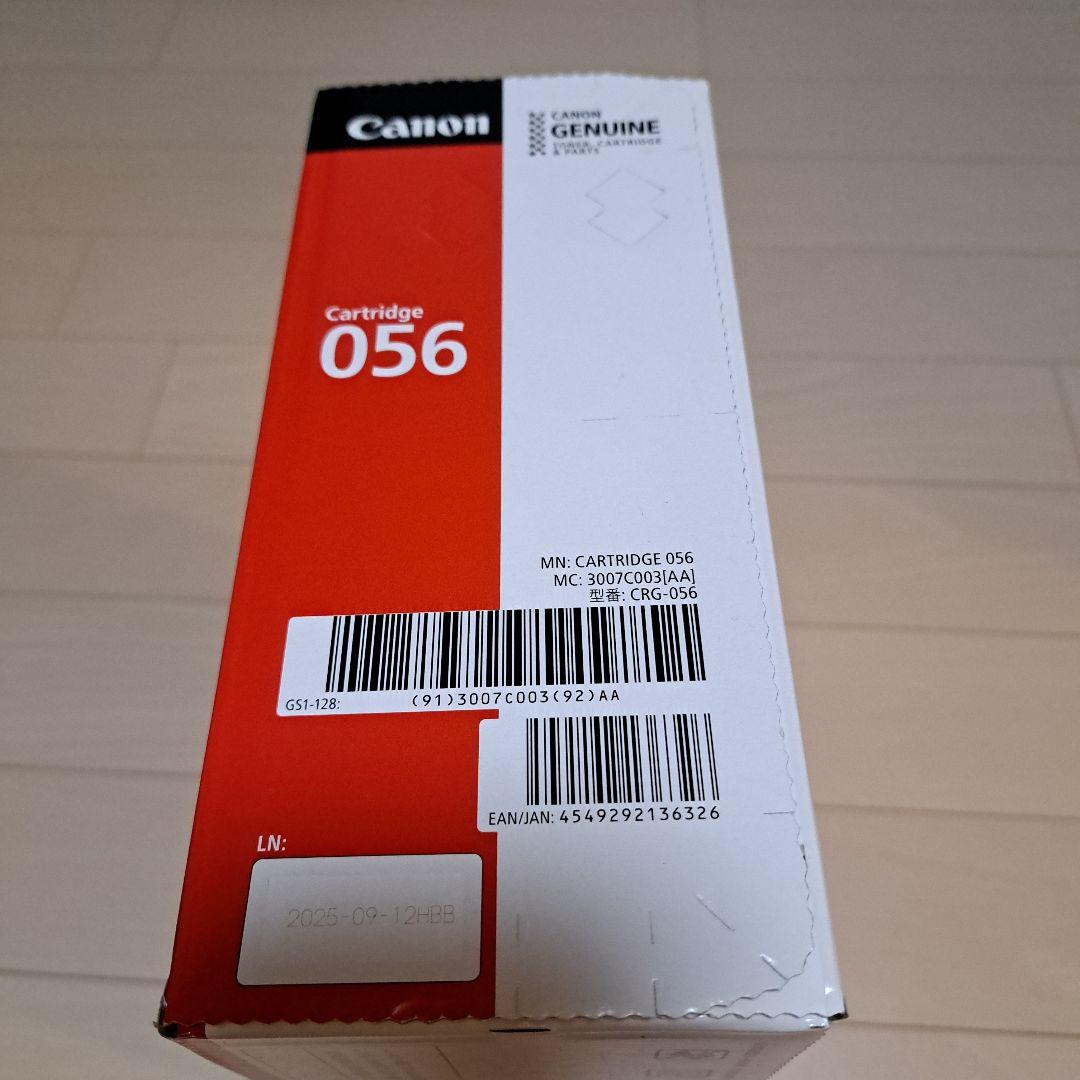 Canon
CANON
GENUINE
TONER, CARTRIDGE
& PARTS
Cartridge
056
MN: CARTRIDGE 056
MC: 3007C003[AA]
型番: CRG-056
GS1-128:
(91)3007C003(92)AA
EAN/JAN: 4549292136326
LN:
2025-09-12HBB